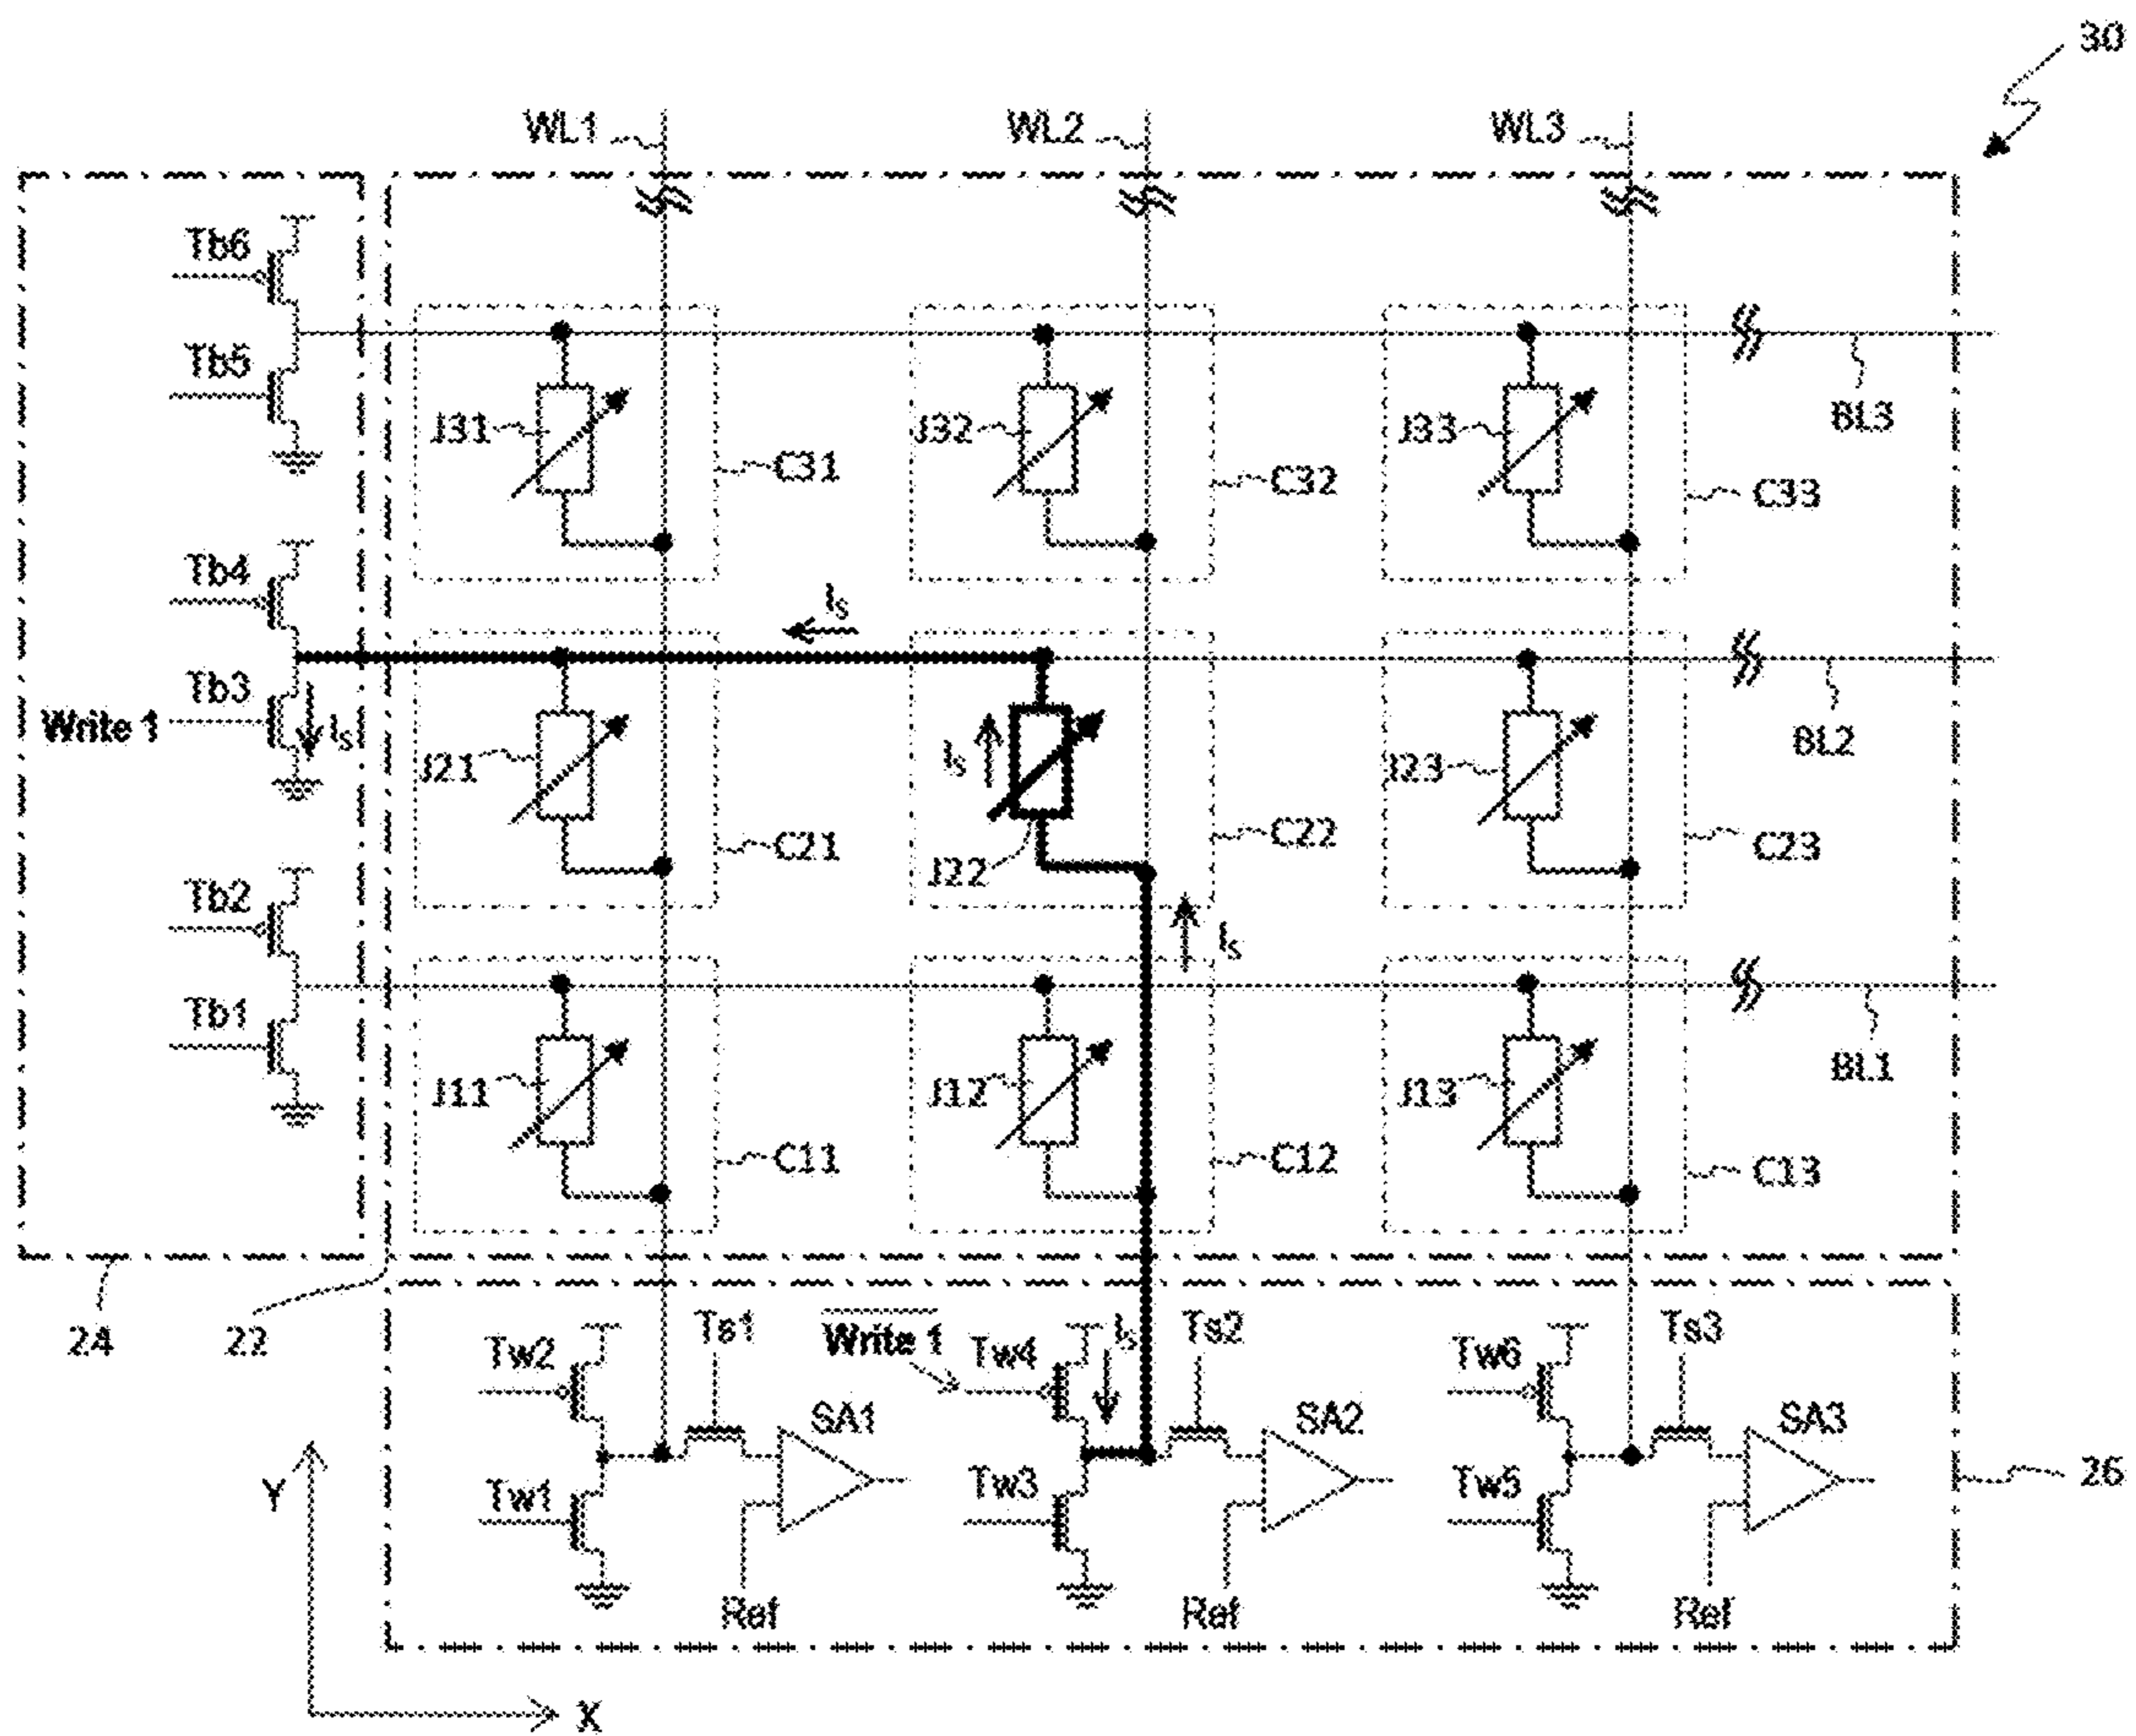 30
WL1
WL2
WL3
Tb6
Tb5
J31
J32
J33
BL3
C31
C32
C33
Tb4
IS
Tb3
Write 1
IS
J21
IS
J23
BL2
C21
J22
C22
C23
Tb2
IS
Tb1
J11
J12
J13
BL1
C11
C12
C13
24
22
Tw2
Ts1
Write 1
Tw4
IS
Ts2
Tw6
Ts3
SA1
SA2
SA3
Tw1
Tw3
Tw5
26
Y
Ref
Ref
Ref
X